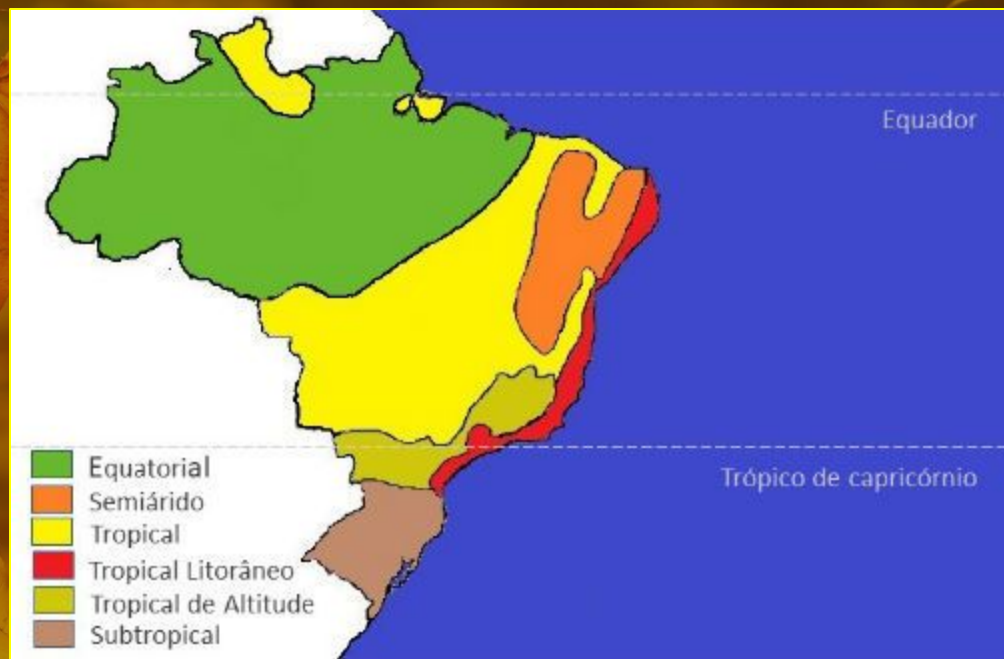 Equador
Trópico de capricórnio
Equatorial
Semiárido
Tropical
Tropical Litorâneo
Tropical de Altitude
Subtropical